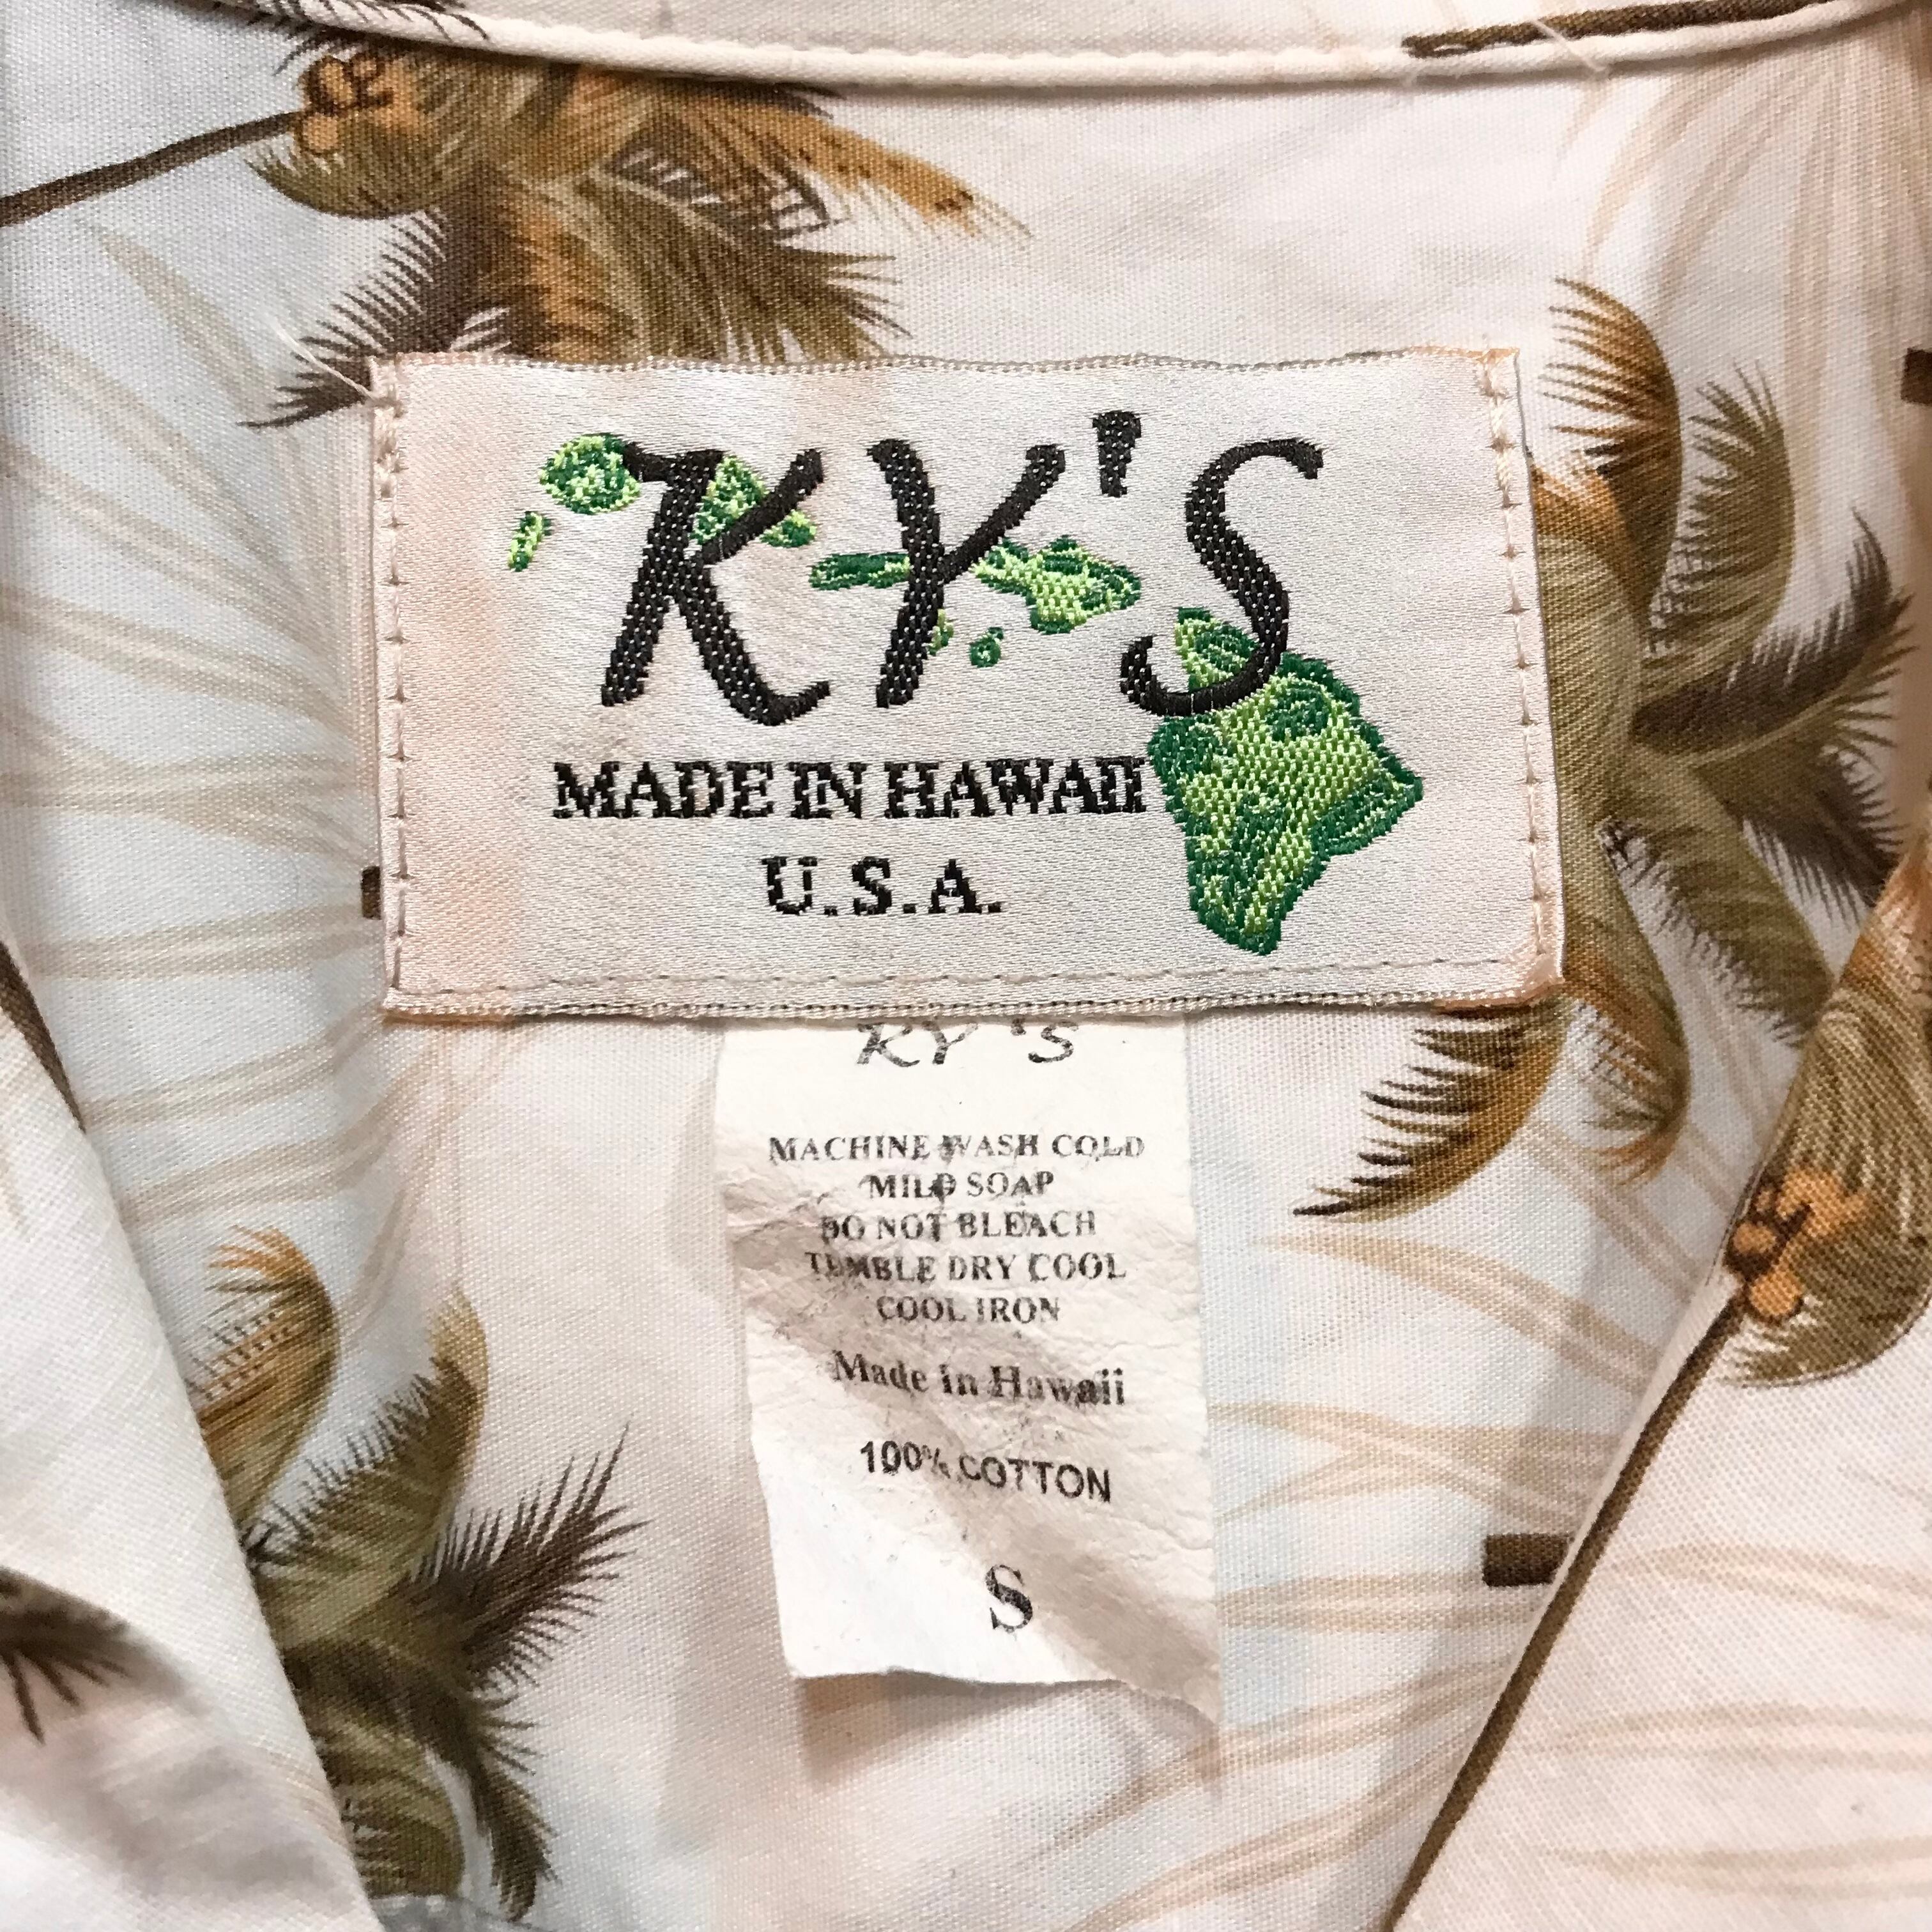 KY'S
MADE IN HAWAII
U.S.A.
KY'S
MACHINE WASH COLD
MILD SOAP
DO NOT BLEACH
TUMBLE DRY COOL
COOL IRON
Made in Hawaii
100% COTTON
S